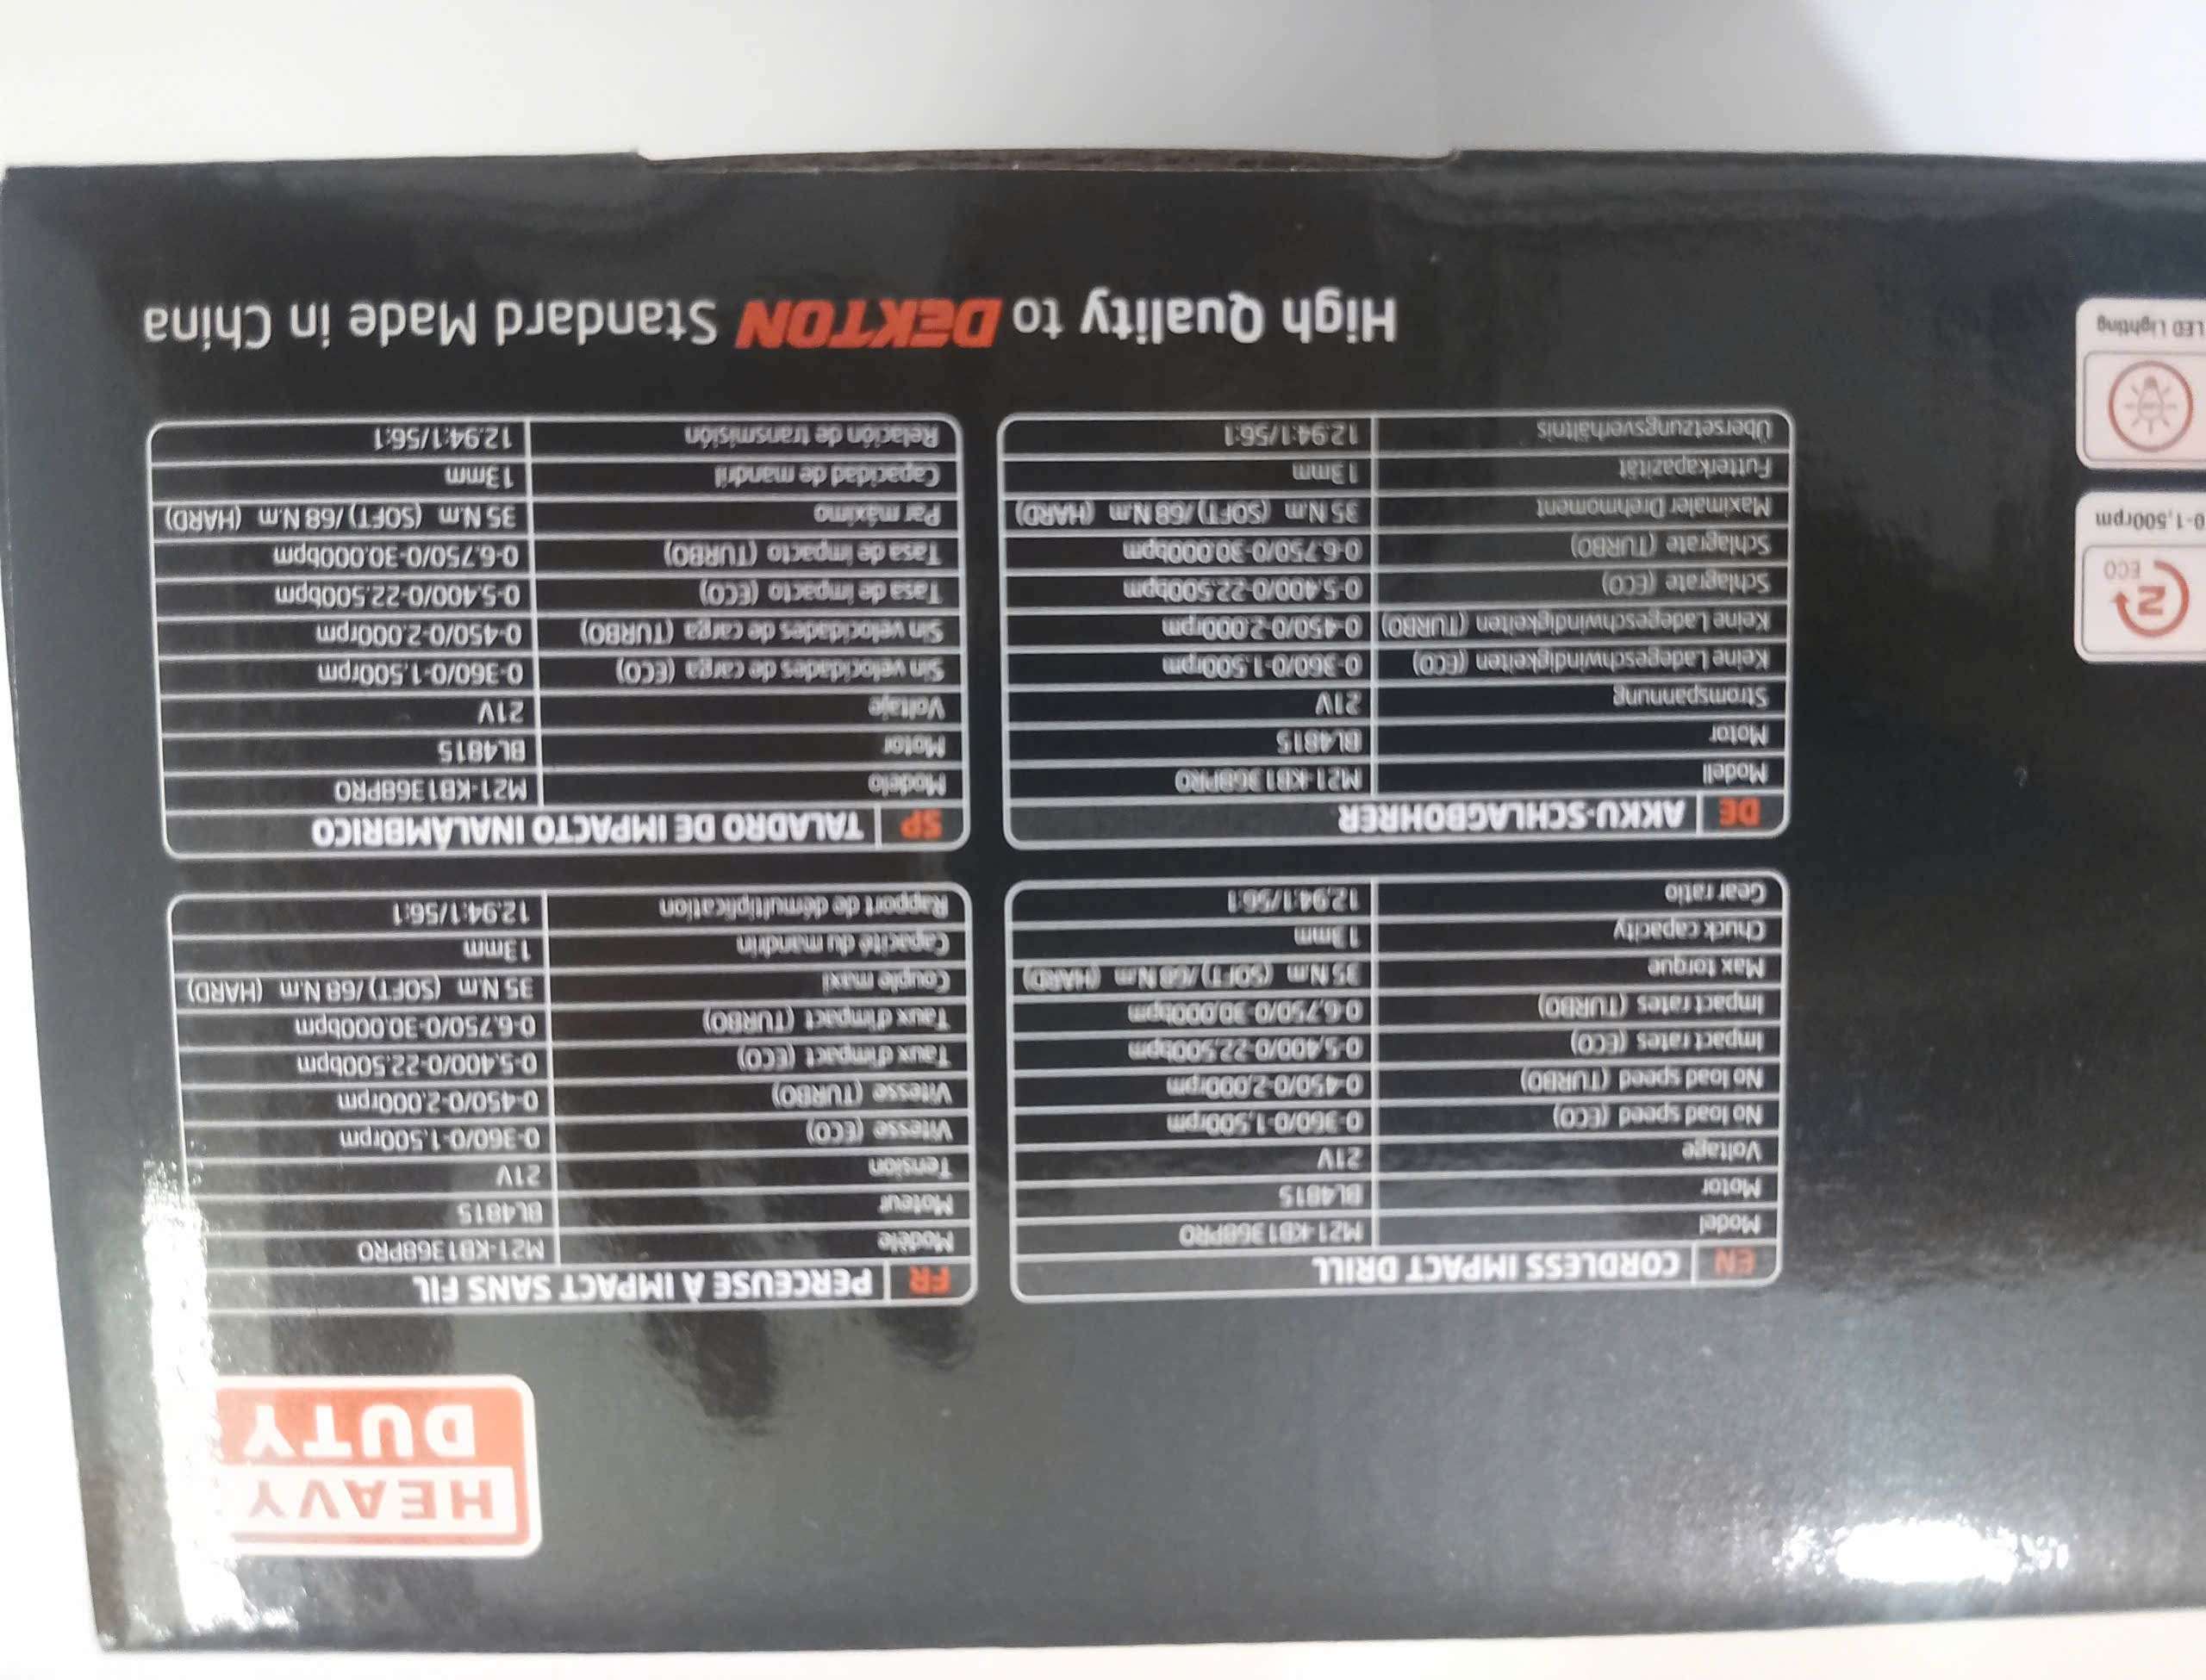 HEAVY
DUTY
EN CORDLESS IMPACT DRILL
Model M21-KB1368PRO
Motor BL4815
Voltage 21V
No load speed (ECO) 0-360/0-1,500rpm
No load speed (TURBO) 0-450/0-2,000rpm
Impact rates (ECO) 0-5,400/0-22,500bpm
Impact rates (TURBO) 0-6,750/0-30,000bpm
Max torque 35 N.m (SOFT) /68 N.m (HARD)
Chuck capacity 13mm
Gear ratio 12,94:1/56:1
FR PERCEUSE À IMPACT SANS FIL
Modèle M21-KB1368PRO
Moteur BL4815
Tension 21V
Vitesse (ECO) 0-360/0-1.500rpm
Vitesse (TURBO) 0-450/0-2.000rpm
Taux d'impact (ECO) 0-5.400/0-22.500bpm
Taux d'impact (TURBO) 0-6.750/0-30.000bpm
Couple maxi 35 N.m (SOFT) /68 N.m (HARD)
Capacité du mandrin 13mm
Rapport de démultiplication 12.94:1/56:1
DE AKKU-SCHLAGBOHRER
Modell M21-KB1368PRO
Motor BL4815
Stromspannung 21V
Keine Ladegeschwindigkeiten (ECO) 0-360/0-1.500rpm
Keine Ladegeschwindigkeiten (TURBO) 0-450/0-2.000rpm
Schlagrate (ECO) 0-5.400/0-22.500bpm
Schlagrate (TURBO) 0-6.750/0-30.000bpm
Maximaler Drehmoment 35 N.m (SOFT) /68 N.m (HARD)
Futterkapazität 13mm
Übersetzungsverhältnis 12.94:1/56:1
SP TALADRO DE IMPACTO INALÁMBRICO
Modelo M21-KB1368PRO
Motor BL4815
Voltaje 21V
Sin velocidades de carga (ECO) 0-360/0-1.500rpm
Sin velocidades de carga (TURBO) 0-450/0-2.000rpm
Tasa de impacto (ECO) 0-5.400/0-22.500bpm
Tasa de impacto (TURBO) 0-6.750/0-30.000bpm
Par máximo 35 N.m (SOFT) /68 N.m (HARD)
Capacidad de mandril 13mm
Relación de transmisión 12.94:1/56:1
2
ECO
0-1,500rpm
LED Lighting
High Quality to DEKTON Standard Made in China